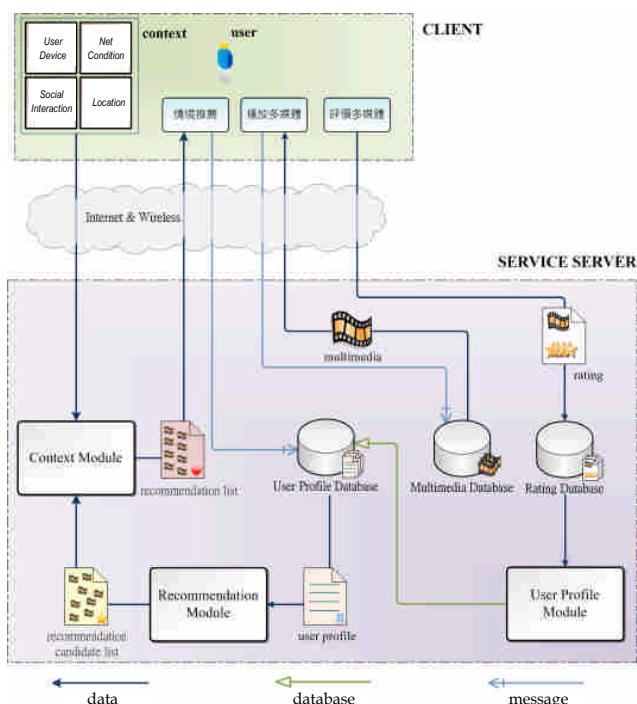 CLIENT
context
user
User
Device
Net
Condition
Social
Interaction
Location
情境推薦
播放多媒體
評價多媒體
Internet & Wireless
SERVICE SERVER
multimedia
rating
Context Module
recommendation list
User Profile Database
Multimedia Database
Rating Database
Recommendation
Module
User Profile
Module
recommendation
candidate list
user profile
data
database
message